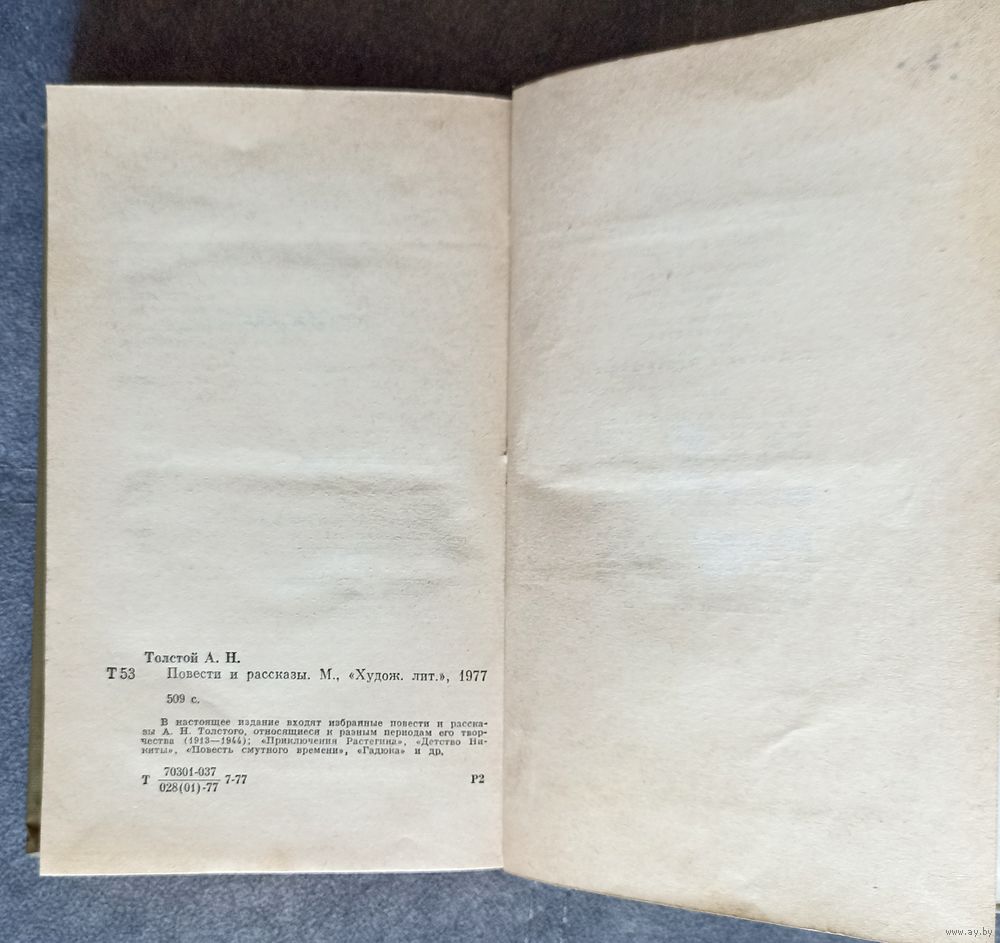 Толстой А. Н.
Т 53 Повести и рассказы. М., «Худож. лит.», 1977
509 с.
В настоящее издание входят избранные повести и расска-
зы А. Н. Толстого, относящиеся к разным периодам его твор-
чества (1913—1944); «Приключения Растегина», «Детство Ни-
киты», «Повесть смутного времени», «Гадюка» и др.
Т 70301-037 7-77 Р2
028(01)-77
www.ay.by